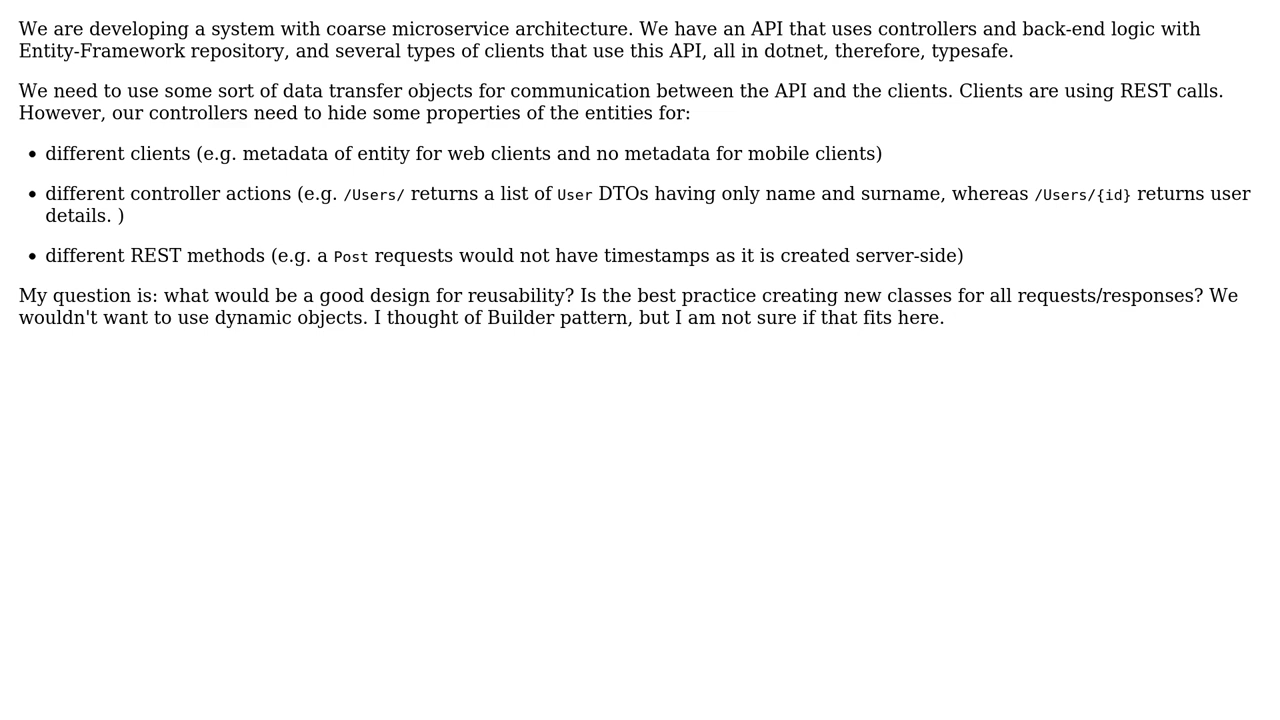 We are developing a system with coarse microservice architecture. We have an API that uses controllers and back-end logic with
Entity-Framework repository, and several types of clients that use this API, all in dotnet, therefore, typesafe.
We need to use some sort of data transfer objects for communication between the API and the clients. Clients are using REST calls.
However, our controllers need to hide some properties of the entities for:
• different clients (e.g. metadata of entity for web clients and no metadata for mobile clients)
• different controller actions (e.g. /Users/ returns a list of User DTOs having only name and surname, whereas /Users/{id} returns user
details. )
• different REST methods (e.g. a Post requests would not have timestamps as it is created server-side)
My question is: what would be a good design for reusability? Is the best practice creating new classes for all requests/responses? We
wouldn't want to use dynamic objects. I thought of Builder pattern, but I am not sure if that fits here.